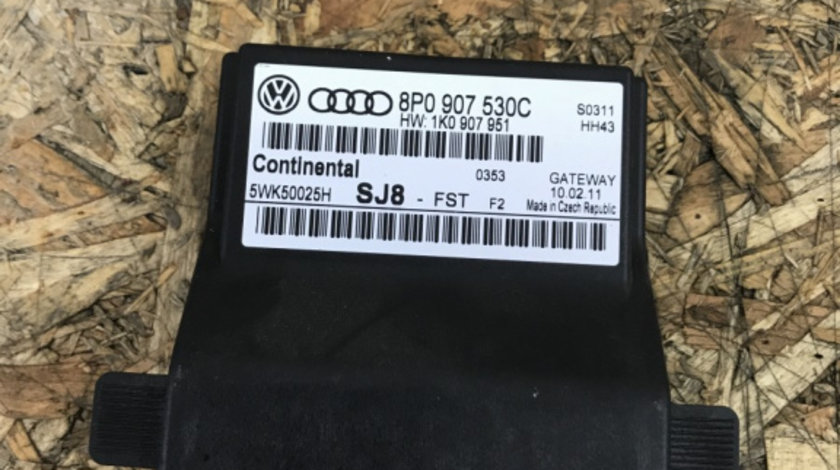 8P0 907 530C S0311
HW: 1K0 907 951 HH43
Continental 0353 GATEWAY
5WK50025H SJ8 - FST F2 10.02.11
Made in Czech Republic